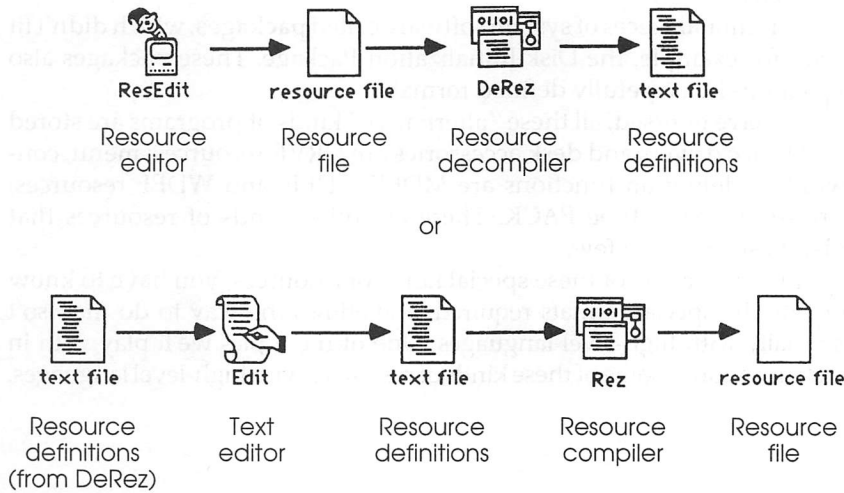 ResEdit resource file DeRez text file
Resource editor Resource file Resource decompiler Resource definitions
or
text file Edit text file Rez resource file
Resource Text Resource Resource Resource
definitions editor definitions compiler file
(from DeRez)